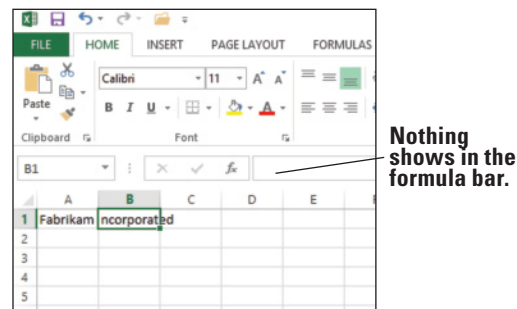 FILE HOME INSERT PAGE LAYOUT FORMULAS
Paste
Calibri 11 A A
B I U A
Clipboard Font
B1 fx
A B C D E
1 Fabrikam ncorporated
2
3
4
5
Nothing
shows in the
formula bar.